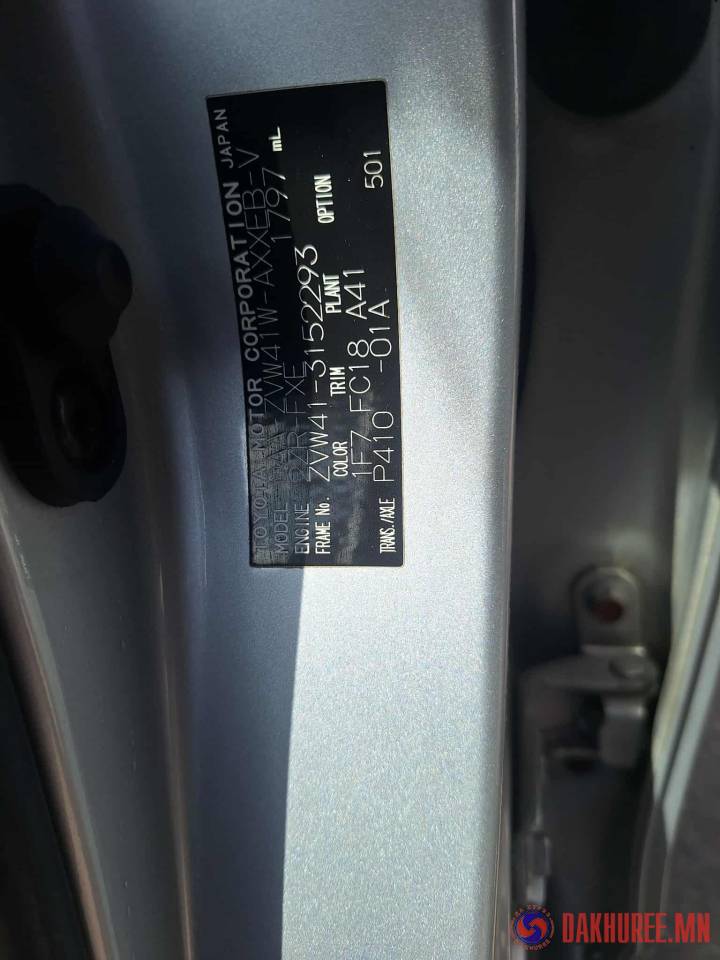 TOYOTA MOTOR CORPORATION JAPAN
MODEL ZVW41W-AXXEB-V
ENGINE 2ZR-FXE 1797 mL
FRAME No. ZVW41-3152293
COLOR TRIM PLANT OPTION
1F7 FC18 A41
TRANS./AXLE P410 -01A 501
DAKHUREE.MN